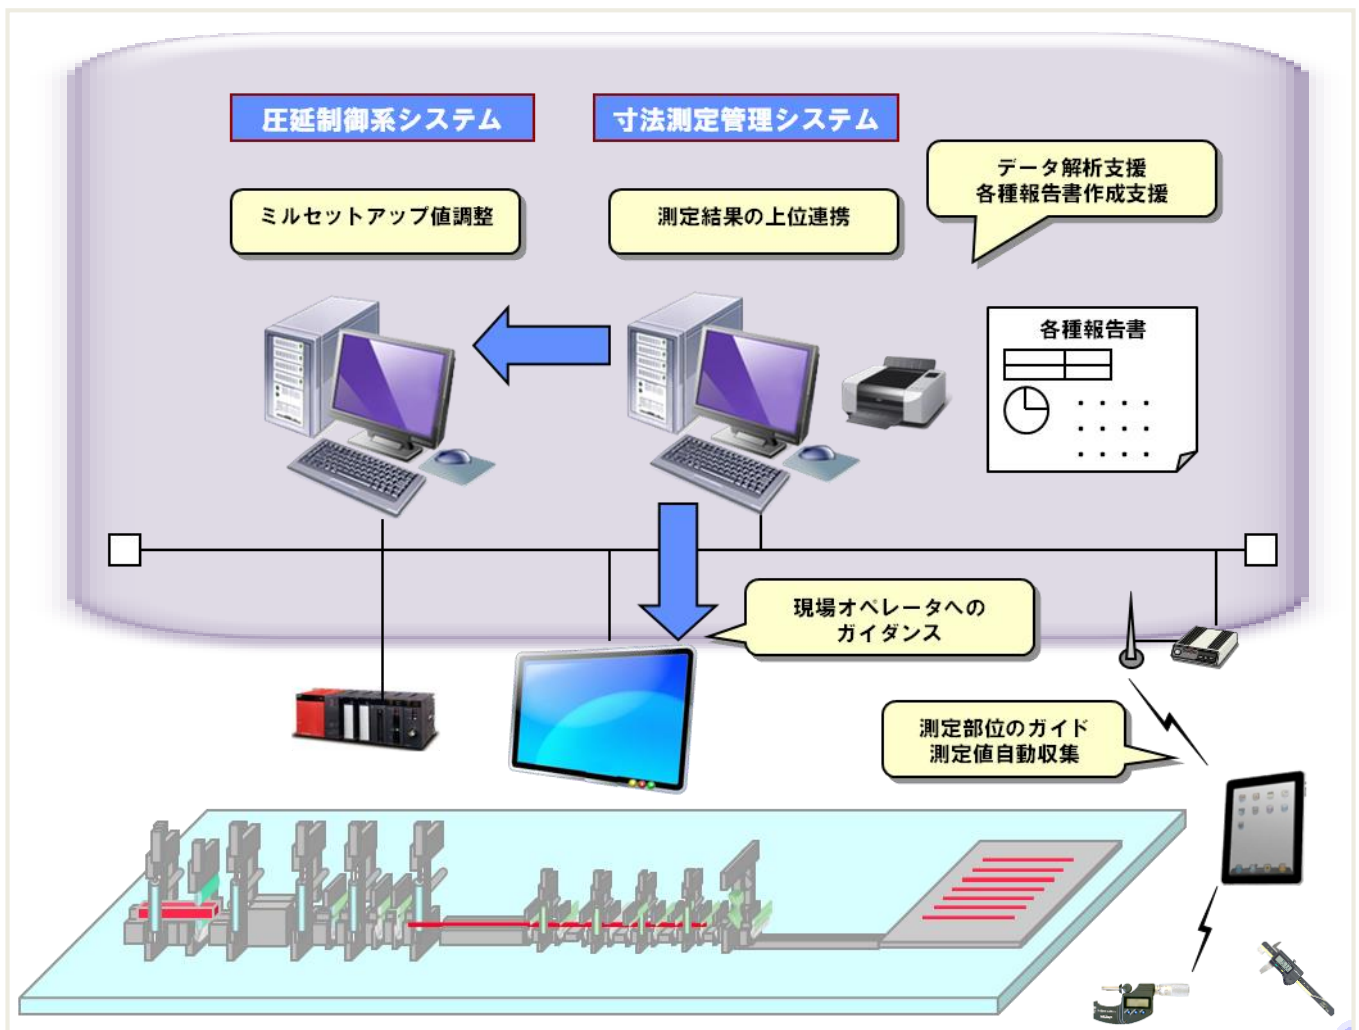 圧延制御系システム
寸法測定管理システム
データ解析支援
各種報告書作成支援
ミルセットアップ値調整
測定結果の上位連携
各種報告書
現場オペレータへの
ガイダンス
測定部位のガイド
測定値自動収集